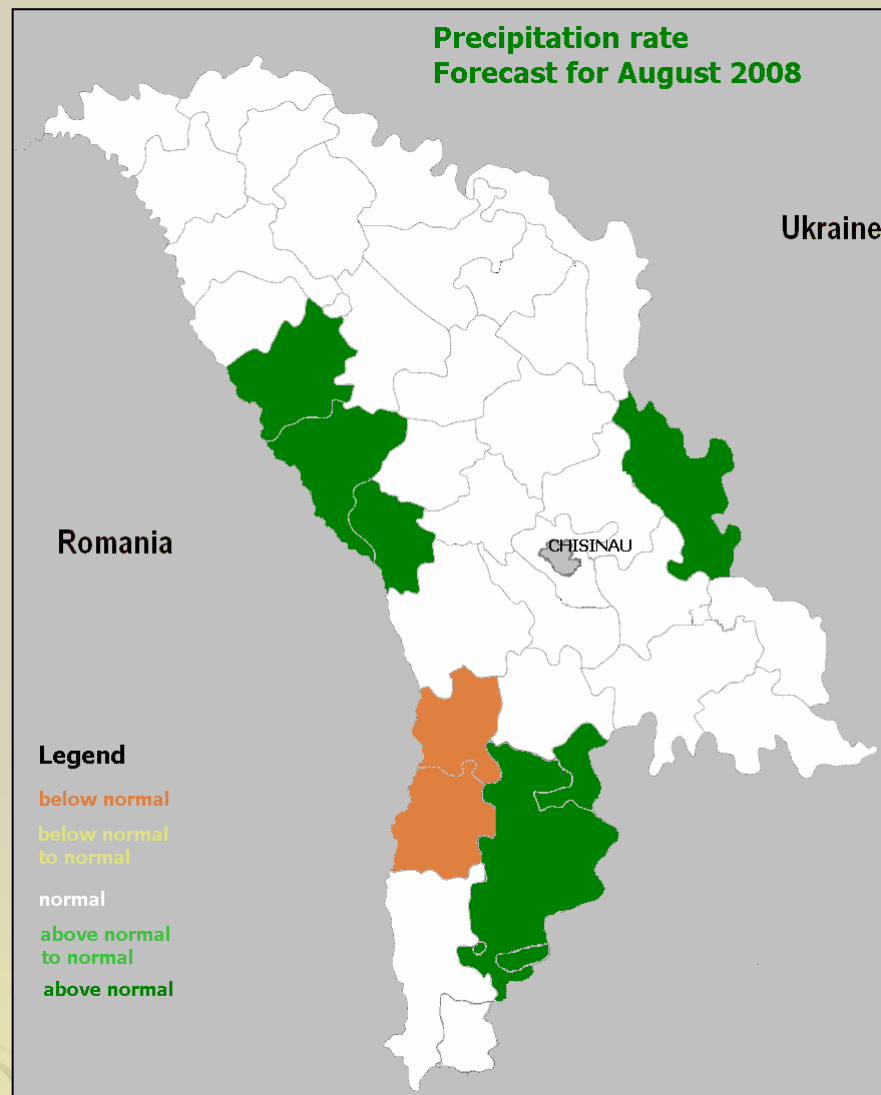 Precipitation rate
Forecast for August 2008
Ukraine
CHISINAU
Romania
Legend
below normal
below normal
to normal
normal
above normal
to normal
above normal